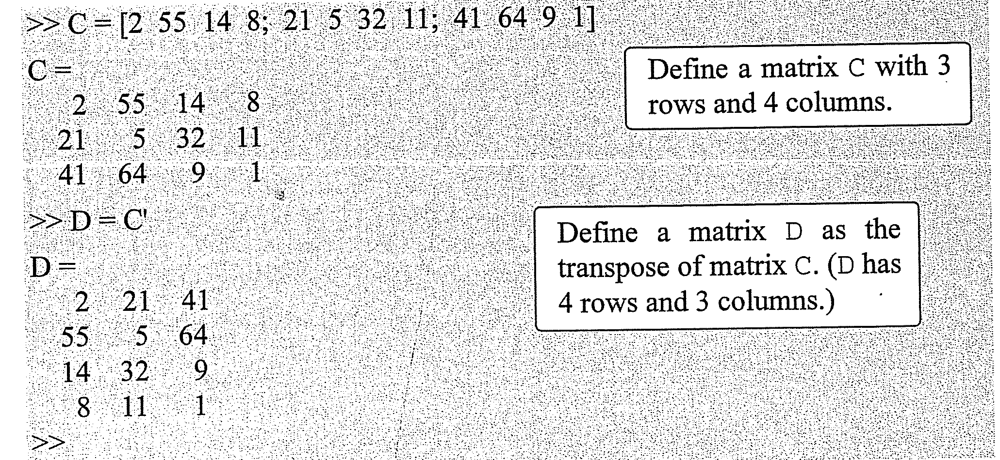 >> C = [2 55 14 8; 21 5 32 11; 41 64 9 1]
C =
2 55 14 8
21 5 32 11
41 64 9 1
Define a matrix C with 3
rows and 4 columns.
>> D = C'
D =
2 21 41
55 5 64
14 32 9
8 11 1
>>
Define a matrix D as the
transpose of matrix C. (D has
4 rows and 3 columns.)